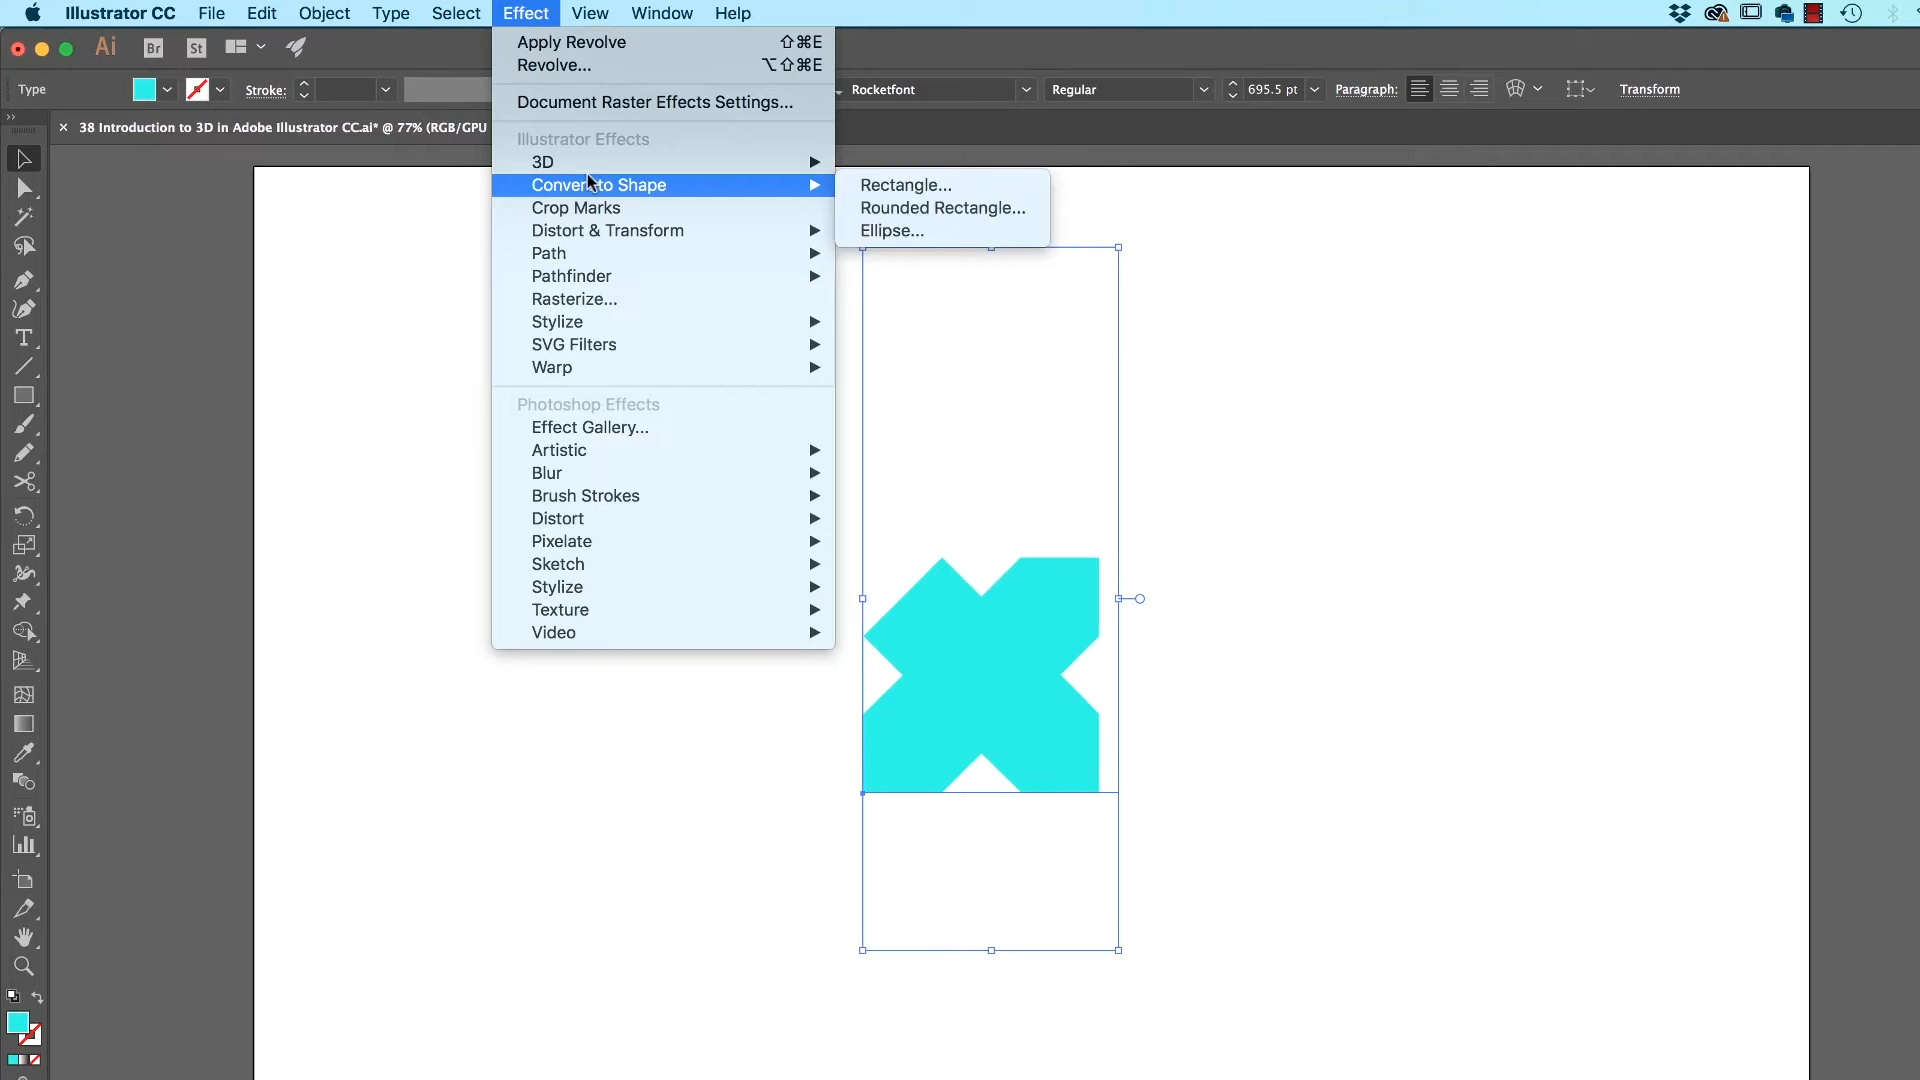 Illustrator CC File Edit Object Type Select Effect View Window Help
Ai Br St
Type Stroke: Rocketfont Regular 695.5 pt Paragraph: Transform
× 38 Introduction to 3D in Adobe Illustrator CC.ai* @ 77% (RGB/GPU
Apply Revolve ⇧⌘E
Revolve... ⌥⇧⌘E
Document Raster Effects Settings...
Illustrator Effects
3D
Convert to Shape
Crop Marks
Distort & Transform
Path
Pathfinder
Rasterize...
Stylize
SVG Filters
Warp
Photoshop Effects
Effect Gallery...
Artistic
Blur
Brush Strokes
Distort
Pixelate
Sketch
Stylize
Texture
Video
Rectangle...
Rounded Rectangle...
Ellipse...